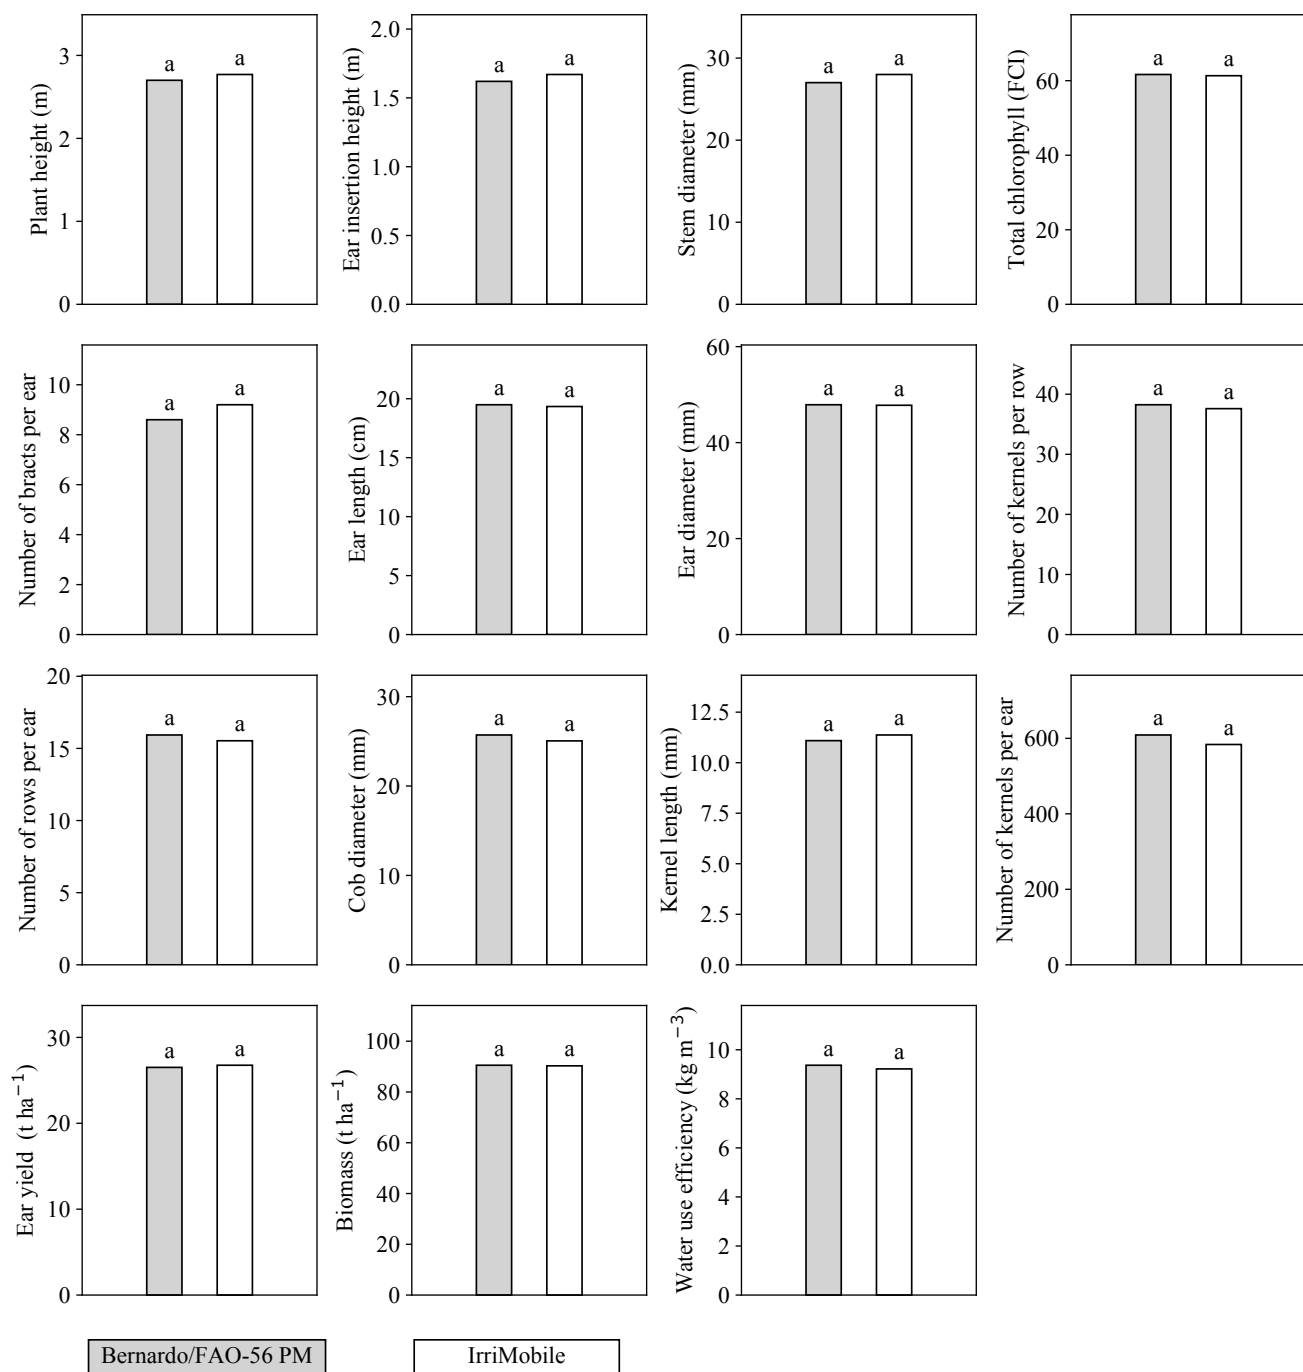 Plant height (m)
3
2
1
0
a
a
Ear insertion height (m)
2.0
1.5
1.0
0.5
0.0
a
a
Stem diameter (mm)
30
20
10
0
a
a
Total chlorophyll (FCI)
60
40
20
0
a
a
Number of bracts per ear
10
8
6
4
2
0
a
a
Ear length (cm)
20
15
10
5
0
a
a
Ear diameter (mm)
60
40
20
0
a
a
Number of kernels per row
40
30
20
10
0
a
a
Number of rows per ear
20
15
10
5
0
a
a
Cob diameter (mm)
30
20
10
0
a
a
Kernel length (mm)
12.5
10.0
7.5
5.0
2.5
0.0
a
a
Number of kernels per ear
600
400
200
0
a
a
Ear yield (t ha⁻¹)
30
20
10
0
a
a
Biomass (t ha⁻¹)
100
80
60
40
20
0
a
a
Water use efficiency (kg m⁻³)
10
8
6
4
2
0
a
a
Bernardo/FAO-56 PM
IrriMobile